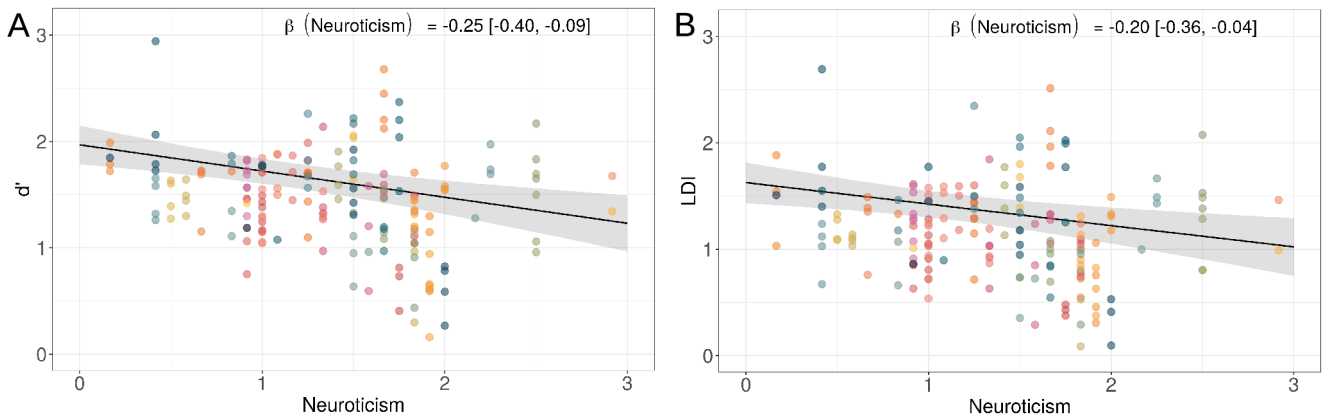 A
β (Neuroticism) = -0.25 [-0.40, -0.09]
d'
3
2
1
0
0 1 2 3
Neuroticism
B
β (Neuroticism) = -0.20 [-0.36, -0.04]
LDI
3
2
1
0
0 1 2 3
Neuroticism